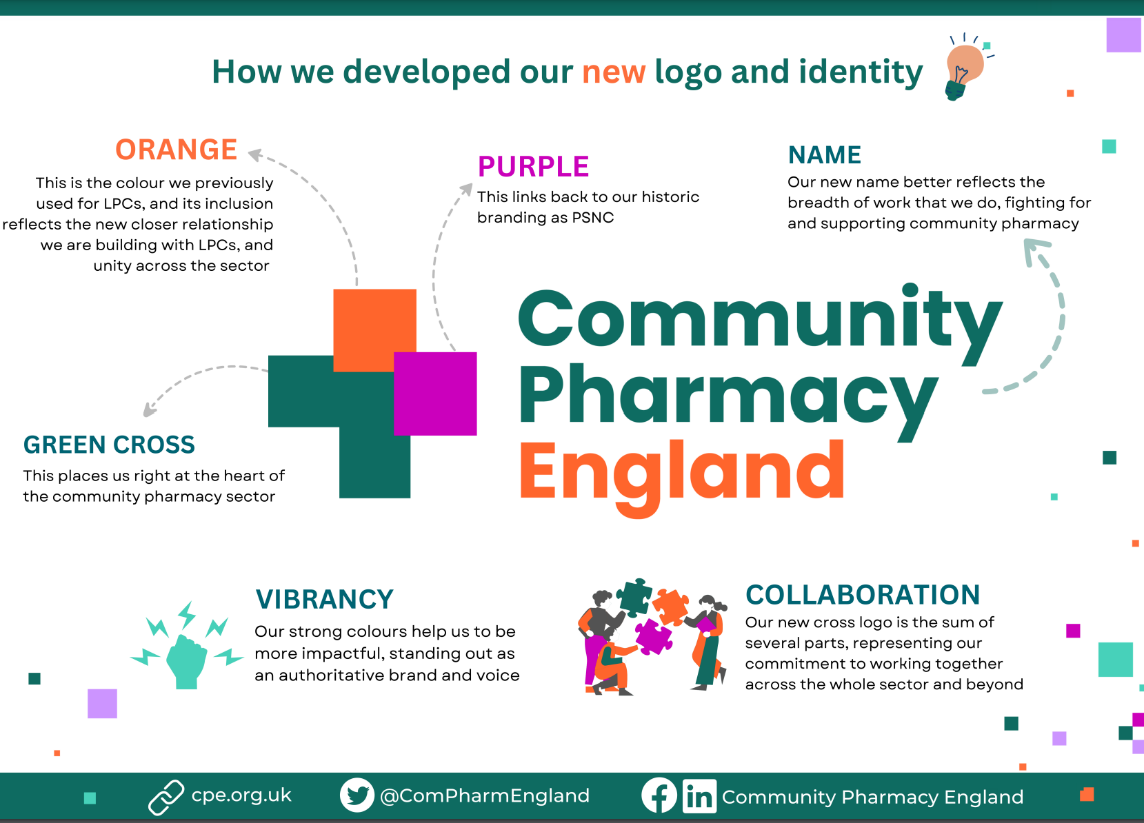 How we developed our new logo and identity
ORANGE
This is the colour we previously
used for LPCs, and its inclusion
reflects the new closer relationship
we are building with LPCs, and
unity across the sector
PURPLE
This links back to our historic
branding as PSNC
NAME
Our new name better reflects the
breadth of work that we do, fighting for
and supporting community pharmacy
Community
Pharmacy
England
GREEN CROSS
This places us right at the heart of
the community pharmacy sector
VIBRANCY
Our strong colours help us to be
more impactful, standing out as
an authoritative brand and voice
COLLABORATION
Our new cross logo is the sum of
several parts, representing our
commitment to working together
across the whole sector and beyond
cpe.org.uk
@ComPharmEngland
Community Pharmacy England